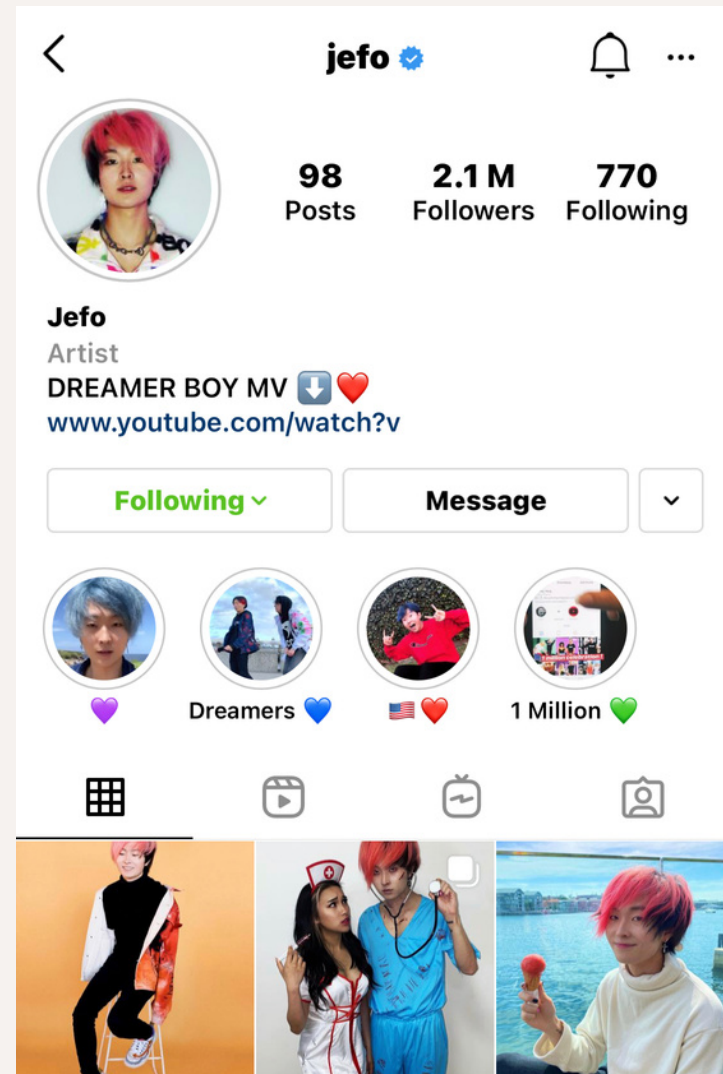 jefo
98 2.1 M 770
Posts Followers Following
Jefo
Artist
DREAMER BOY MV ⬇️❤️
www.youtube.com/watch?v
Following Message
💜 Dreamers 💙 🇺🇸❤️ 1 Million 💚